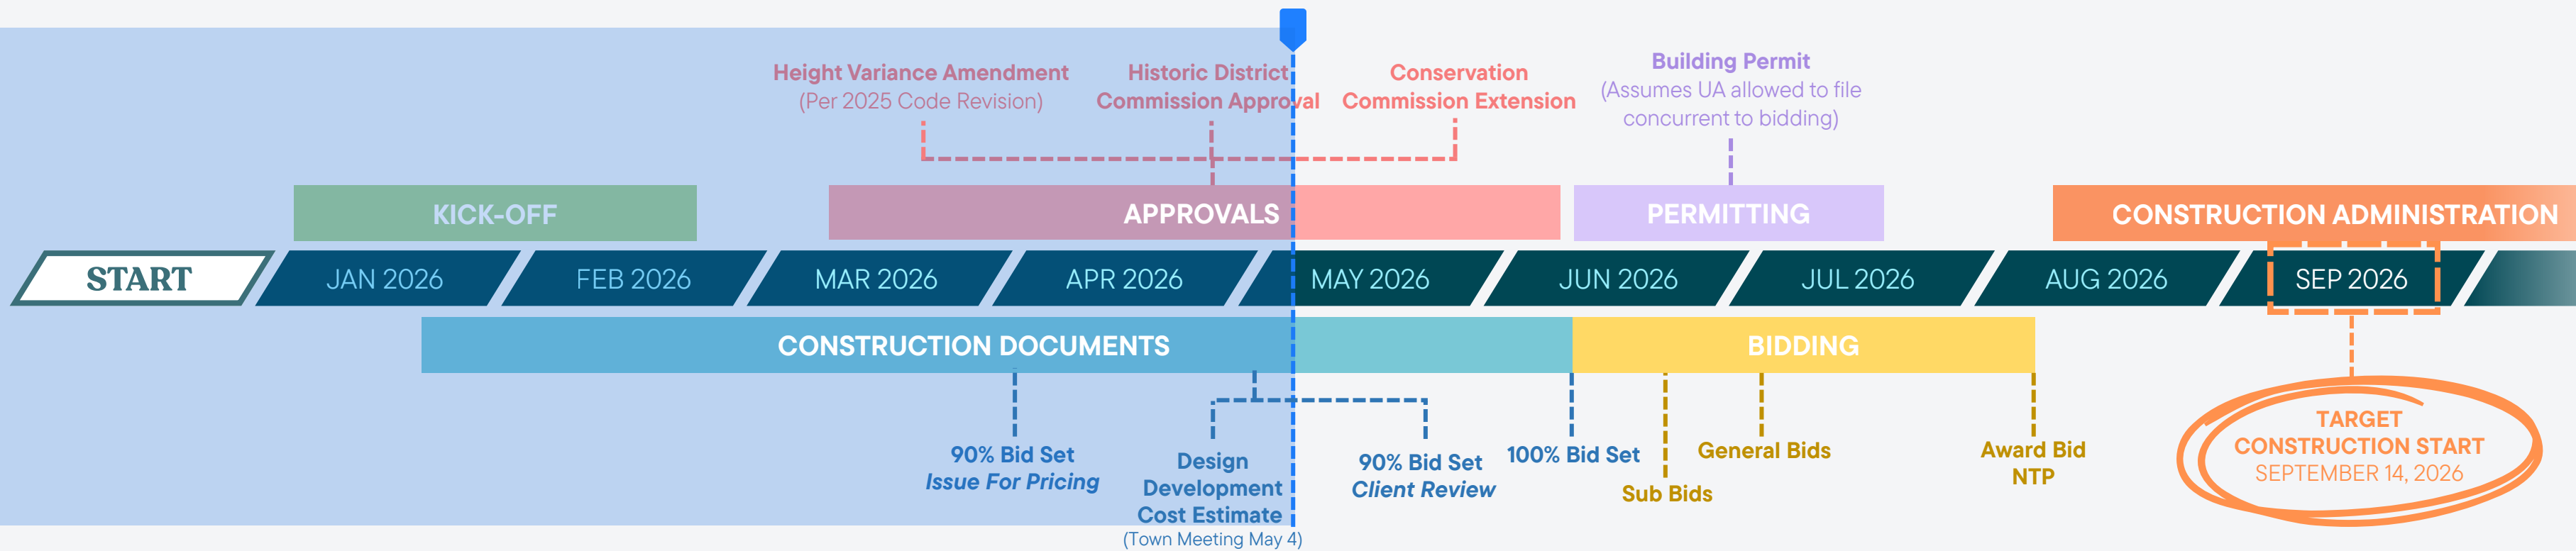 Height Variance Amendment
(Per 2025 Code Revision)
Historic District
Commission Approval
Conservation
Commission Extension
Building Permit
(Assumes UA allowed to file
concurrent to bidding)
KICK-OFF
APPROVALS
PERMITTING
CONSTRUCTION ADMINISTRATION
START
JAN 2026
FEB 2026
MAR 2026
APR 2026
MAY 2026
JUN 2026
JUL 2026
AUG 2026
SEP 2026
CONSTRUCTION DOCUMENTS
BIDDING
90% Bid Set
Issue For Pricing
Design
Development
Cost Estimate
(Town Meeting May 4)
90% Bid Set
Client Review
100% Bid Set
Sub Bids
General Bids
Award Bid
NTP
TARGET
CONSTRUCTION START
SEPTEMBER 14, 2026